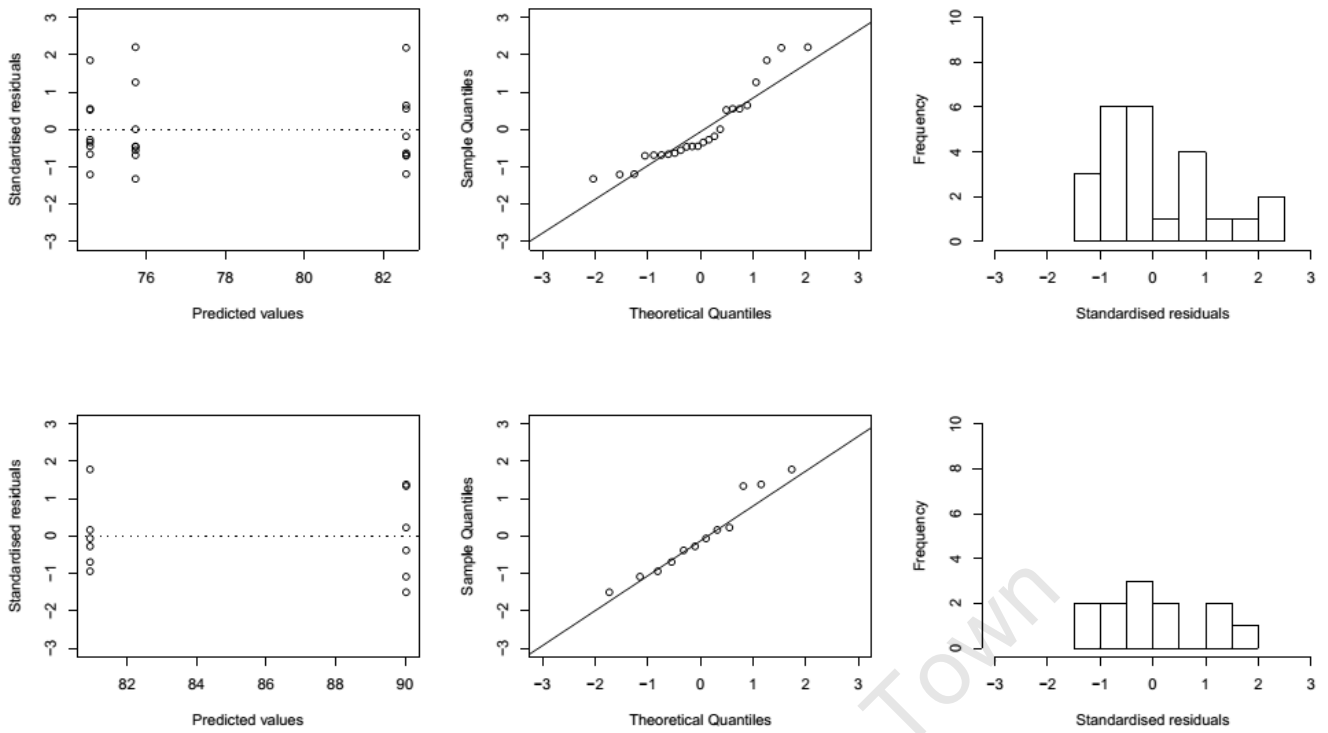 Standardised residuals
3
2
1
0
−1
−2
−3
76 78 80 82
Predicted values
Sample Quantiles
3
2
1
0
−1
−2
−3
−3 −2 −1 0 1 2 3
Theoretical Quantiles
Frequency
10
8
6
4
2
0
−3 −2 −1 0 1 2 3
Standardised residuals
Standardised residuals
3
2
1
0
−1
−2
−3
82 84 86 88 90
Predicted values
Sample Quantiles
3
2
1
0
−1
−2
−3
−3 −2 −1 0 1 2 3
Theoretical Quantiles
Frequency
10
8
6
4
2
0
−3 −2 −1 0 1 2 3
Standardised residuals
Town